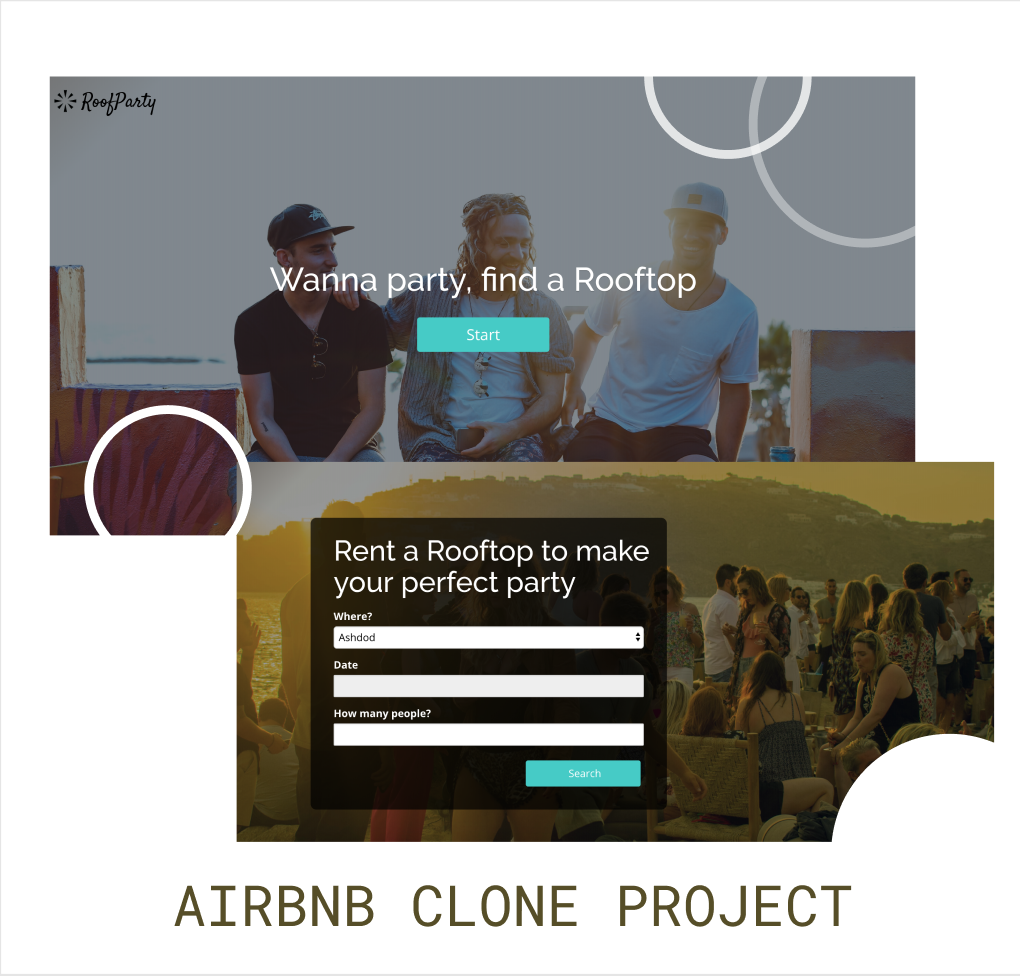 RoofParty
Wanna party, find a Rooftop
Start
Rent a Rooftop to make
your perfect party
Where?
Ashdod
Date
How many people?
Search
AIRBNB CLONE PROJECT